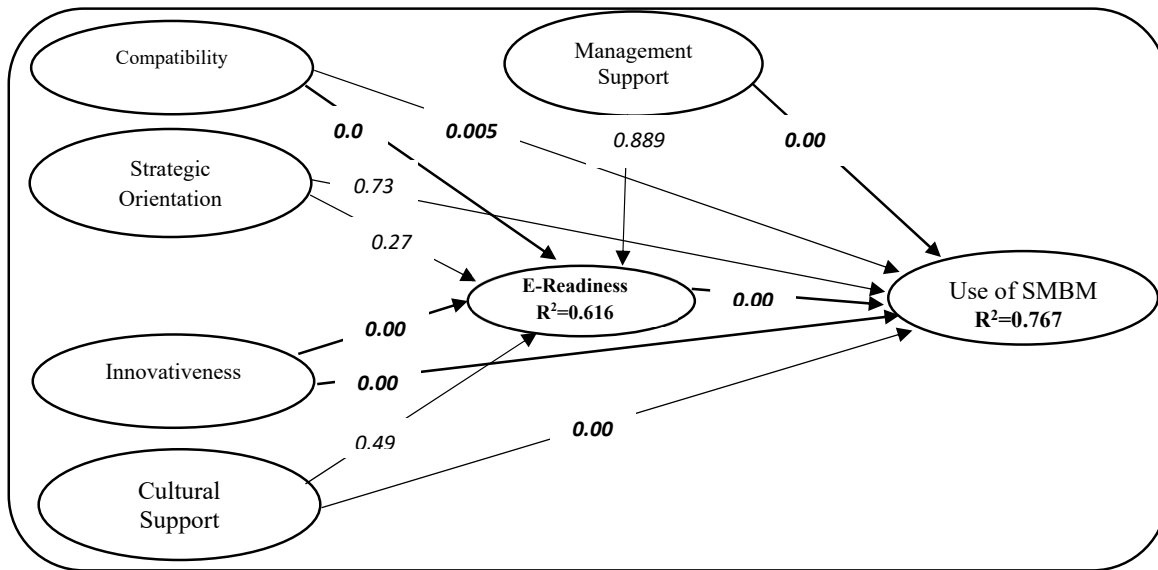 Compatibility
Management
Support
0.0
0.005
0.889
0.00
Strategic
Orientation
0.73
0.27
E-Readiness
R²=0.616
0.00
Use of SMBM
R²=0.767
0.00
Innovativeness
0.00
0.49
0.00
Cultural
Support